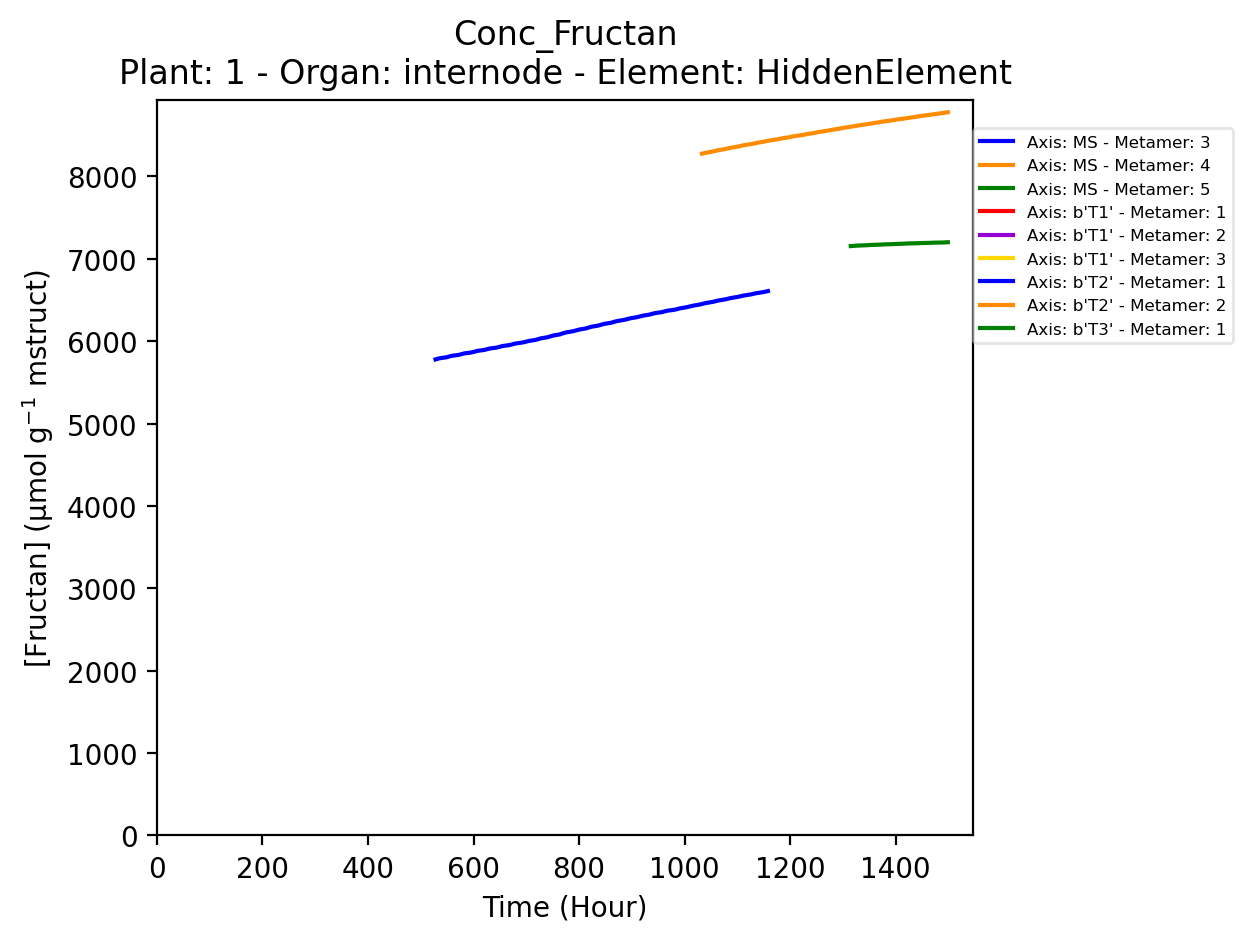 Conc_Fructan
Plant: 1 - Organ: internode - Element: HiddenElement
[Fructan] (µmol g⁻¹ mstruct)
8000
7000
6000
5000
4000
3000
2000
1000
0
0 200 400 600 800 1000 1200 1400
Time (Hour)
Axis: MS - Metamer: 3
Axis: MS - Metamer: 4
Axis: MS - Metamer: 5
Axis: b'T1' - Metamer: 1
Axis: b'T1' - Metamer: 2
Axis: b'T1' - Metamer: 3
Axis: b'T2' - Metamer: 1
Axis: b'T2' - Metamer: 2
Axis: b'T3' - Metamer: 1